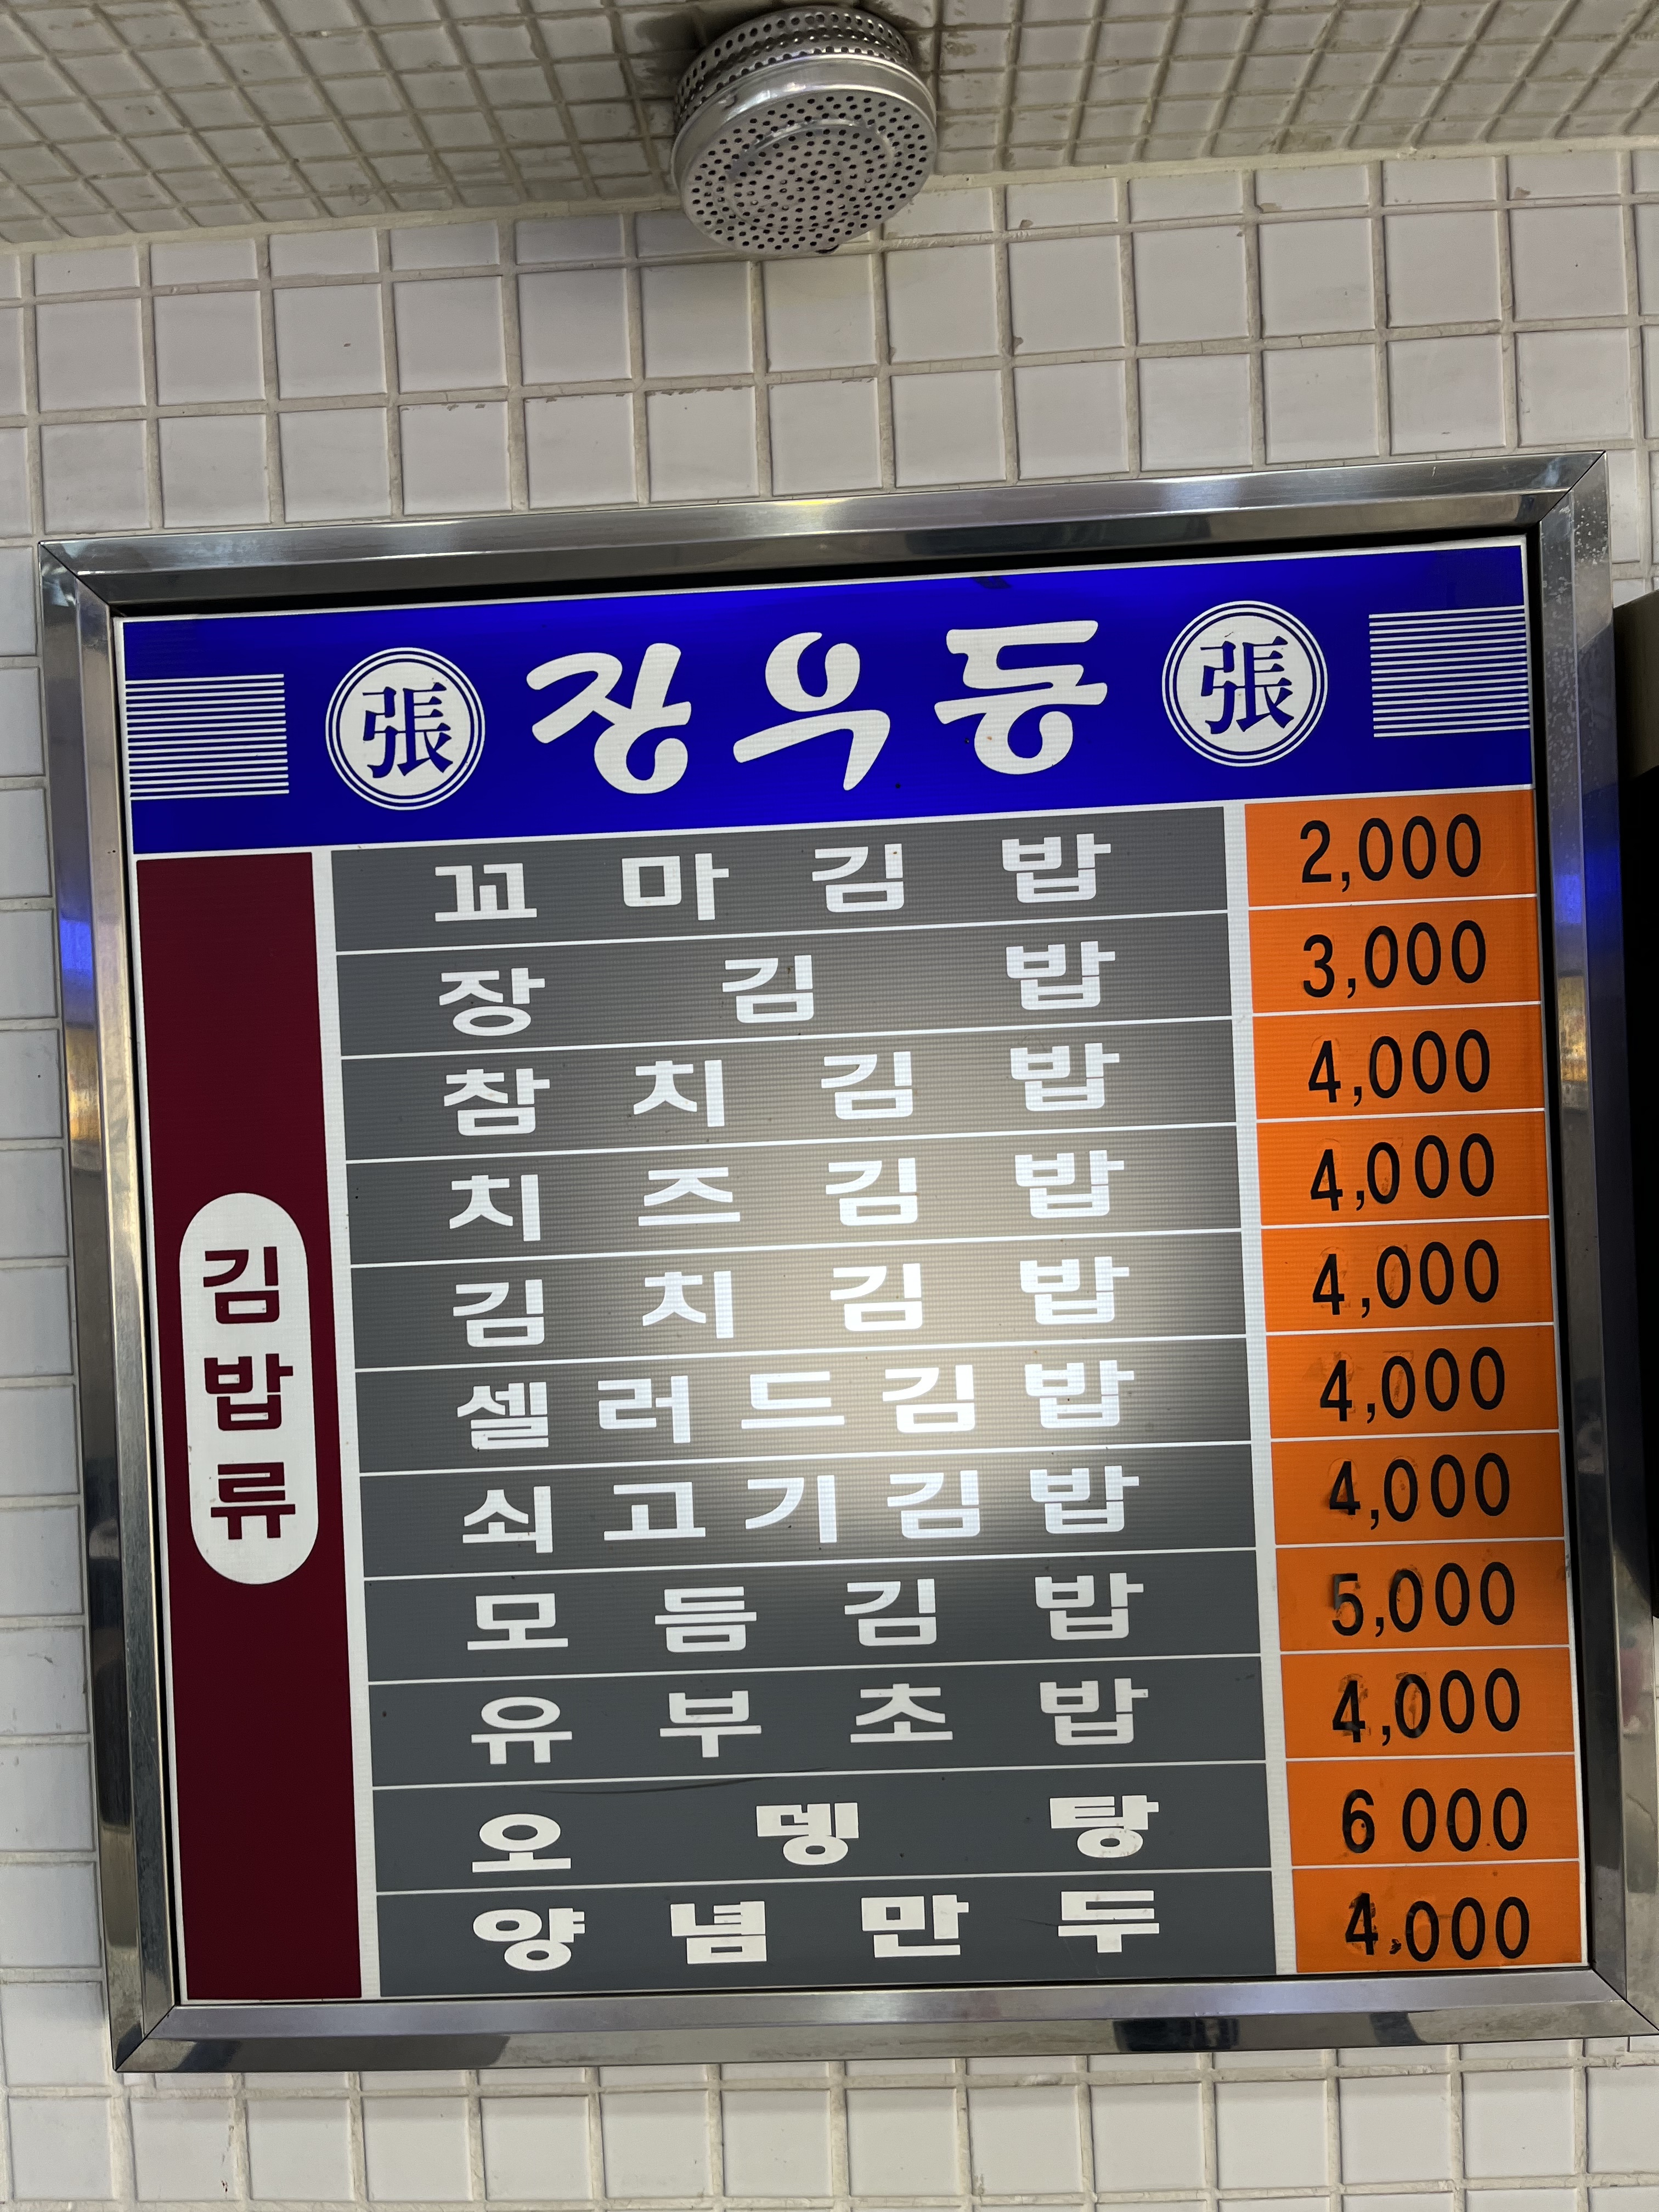 張 장우동 張
김밥류
꼬마김밥 2,000
장김밥 3,000
참치김밥 4,000
치즈김밥 4,000
김치김밥 4,000
셀러드김밥 4,000
쇠고기김밥 4,000
모듬김밥 5,000
유부초밥 4,000
오뎅탕 6 000
양념만두 4,000